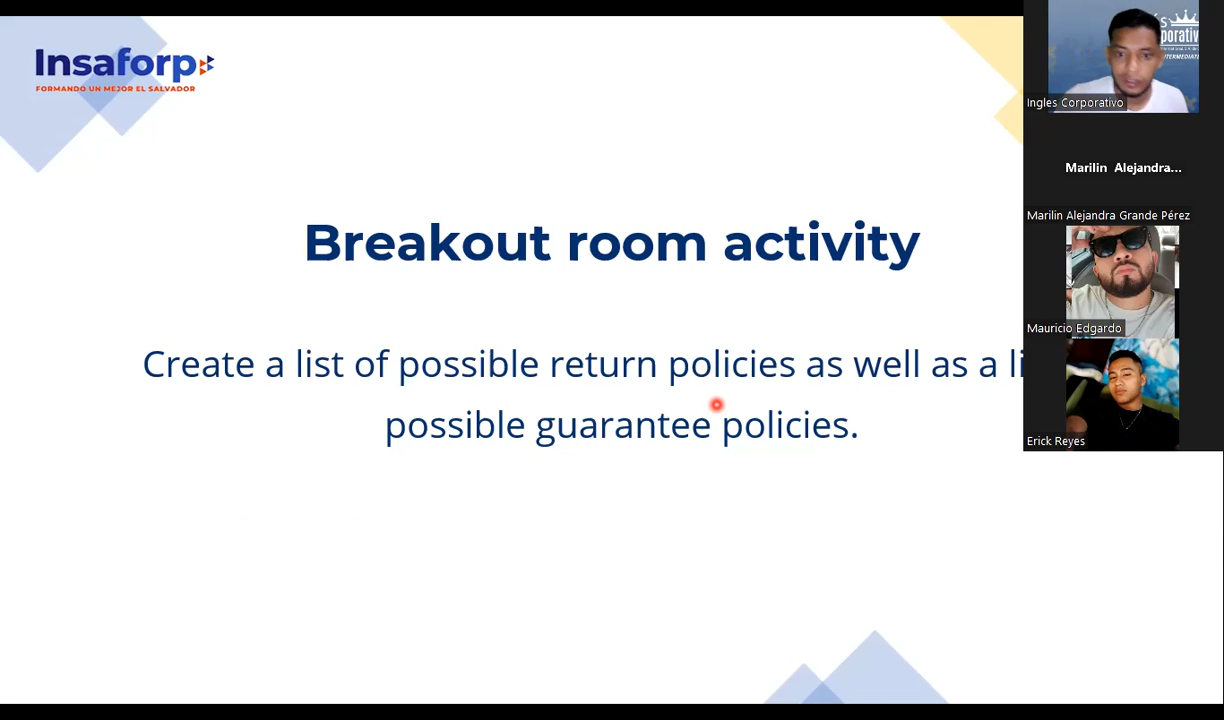 Insaforp
FORMANDO UN MEJOR EL SALVADOR
Breakout room activity
Create a list of possible return policies as well as a li
possible guarantee policies.
Ingles Corporativo
Marilin Alejandra...
Marilin Alejandra Grande Pérez
Mauricio Edgardo
Erick Reyes